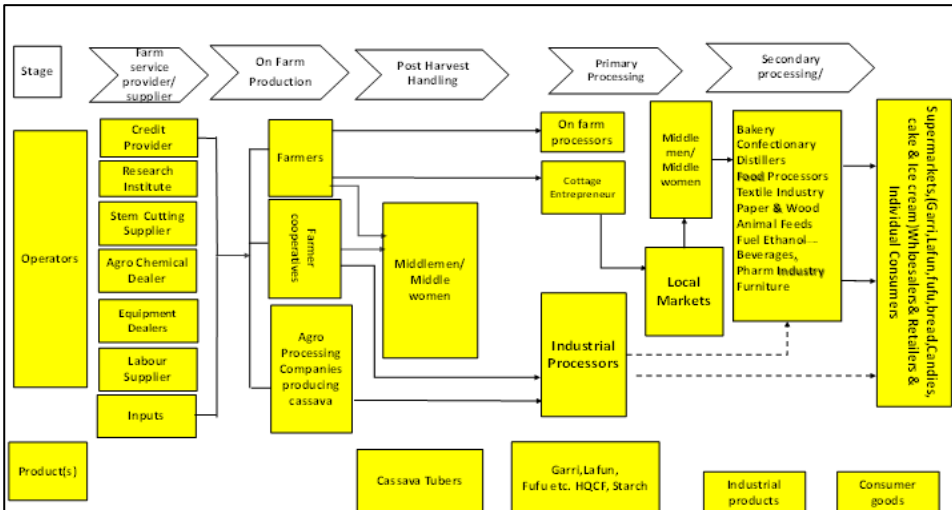 Stage
Farm
service
provider/
supplier
On Farm
Production
Post Harvest
Handling
Primary
Processing
Secondary
processing/
Operators
Credit
Provider
Research
Institute
Stem Cutting
Supplier
Agro Chemical
Dealer
Equipment
Dealers
Labour
Supplier
Inputs
Farmers
Farmer
cooperatives
Agro
Processing
Companies
producing
cassava
Middlemen/
Middle
women
On farm
processors
Cottage
Entrepreneur
Industrial
Processors
Middle
men/
Middle
women
Local
Markets
Bakery
Confectionary
Distillers
Food Processors
Textile Industry
Paper & Wood
Animal Feeds
Fuel Ethanol
Beverages,
Pharm Industry
Furniture
Supermarkets,(Garri,Lafun,fufu,bread,Candies,
cake & Ice cream)Wholesalers& Retailers &
Individual Consumers
Product(s)
Cassava Tubers
Garri,Lafun,
Fufu etc. HQCF, Starch
Industrial
products
Consumer
goods